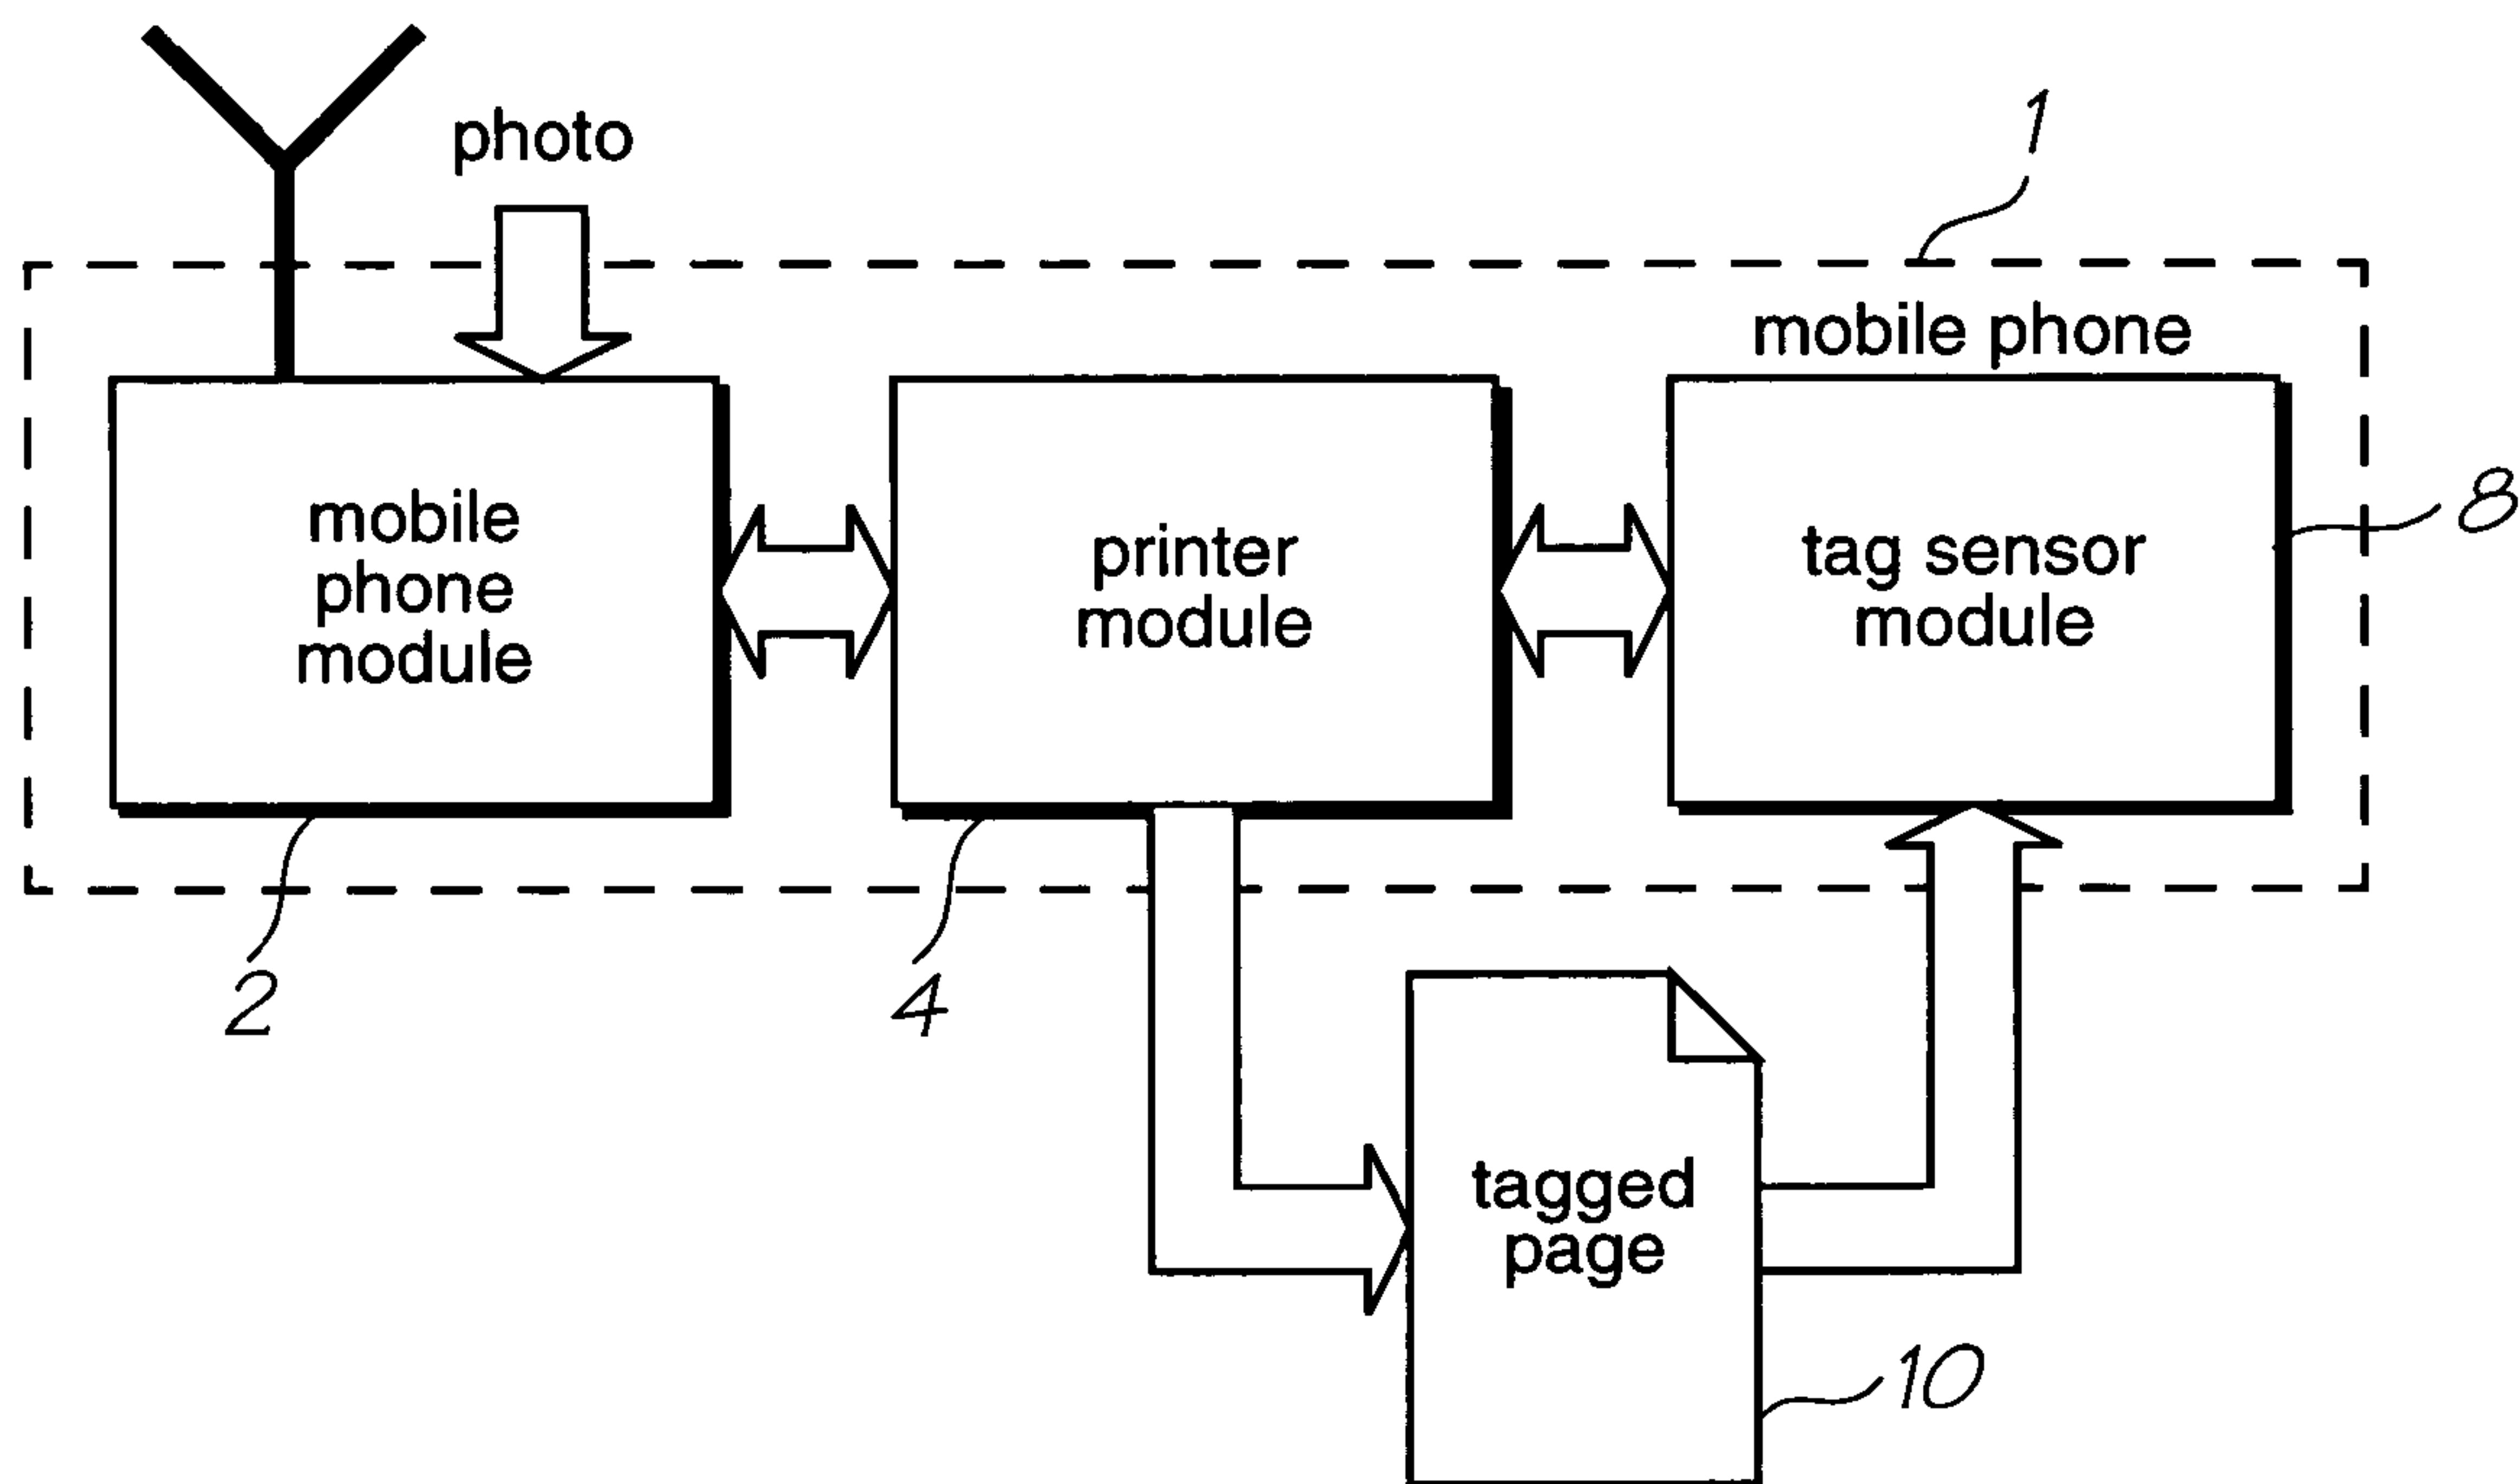 photo
1
mobile phone
mobile
phone
module
printer
module
tag sensor
module
8
2
4
tagged
page
10